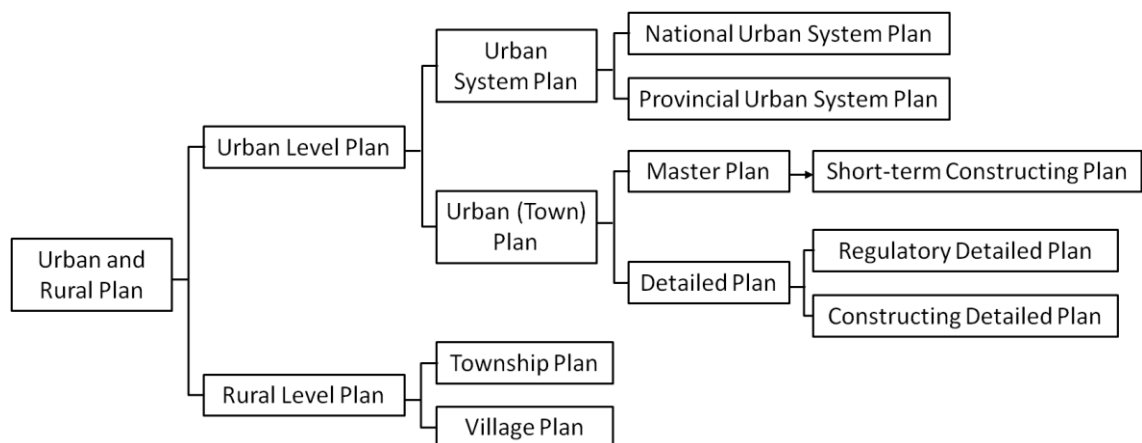 Urban and
Rural Plan
Urban Level Plan
Rural Level Plan
Urban
System Plan
Urban (Town)
Plan
Township Plan
Village Plan
National Urban System Plan
Provincial Urban System Plan
Master Plan
Detailed Plan
Short-term Constructing Plan
Regulatory Detailed Plan
Constructing Detailed Plan